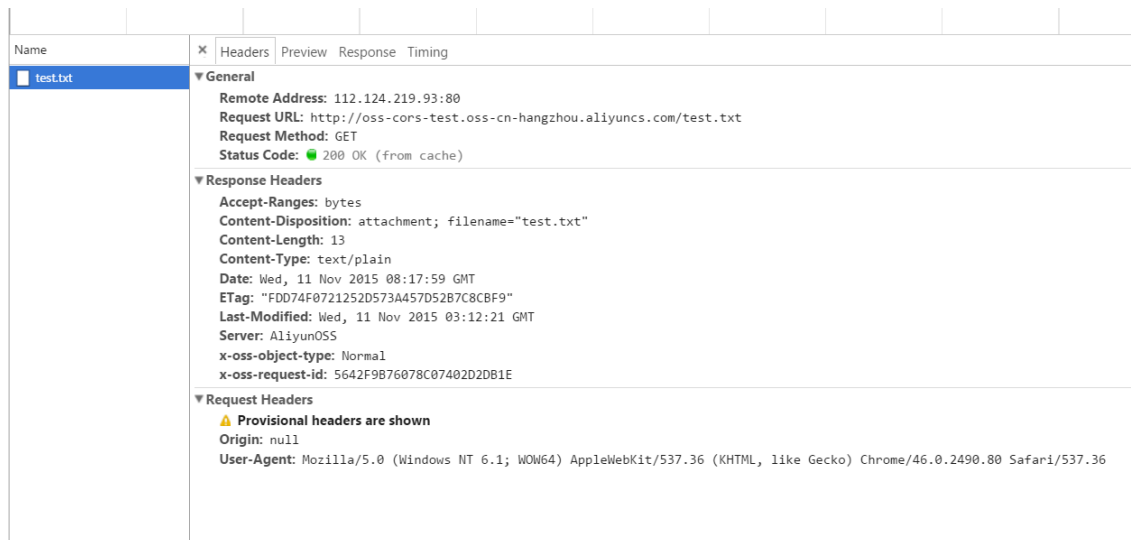 Name
× Headers Preview Response Timing
test.txt
▼General
Remote Address: 112.124.219.93:80
Request URL: http://oss-cors-test.oss-cn-hangzhou.aliyuncs.com/test.txt
Request Method: GET
Status Code: 200 OK (from cache)
▼Response Headers
Accept-Ranges: bytes
Content-Disposition: attachment; filename="test.txt"
Content-Length: 13
Content-Type: text/plain
Date: Wed, 11 Nov 2015 08:17:59 GMT
ETag: "FDD74F0721252D573A457D52B7C8CBF9"
Last-Modified: Wed, 11 Nov 2015 03:12:21 GMT
Server: AliyunOSS
x-oss-object-type: Normal
x-oss-request-id: 5642F9B76078C07402D2DB1E
▼Request Headers
Provisional headers are shown
Origin: null
User-Agent: Mozilla/5.0 (Windows NT 6.1; WOW64) AppleWebKit/537.36 (KHTML, like Gecko) Chrome/46.0.2490.80 Safari/537.36